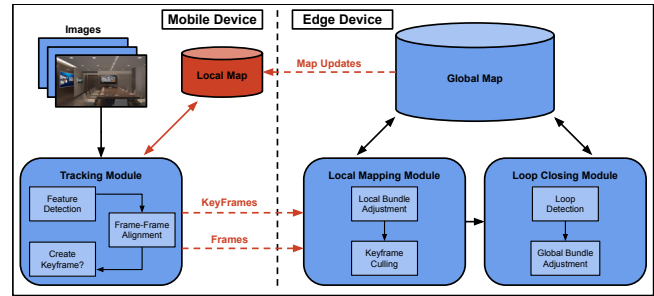 Mobile Device
Edge Device
Images
Local Map
Map Updates
Global Map
Tracking Module
Feature
Detection
Frame-Frame
Alignment
Create
Keyframe?
KeyFrames
Frames
Local Mapping Module
Local Bundle
Adjustment
Keyframe
Culling
Loop Closing Module
Loop
Detection
Global Bundle
Adjustment